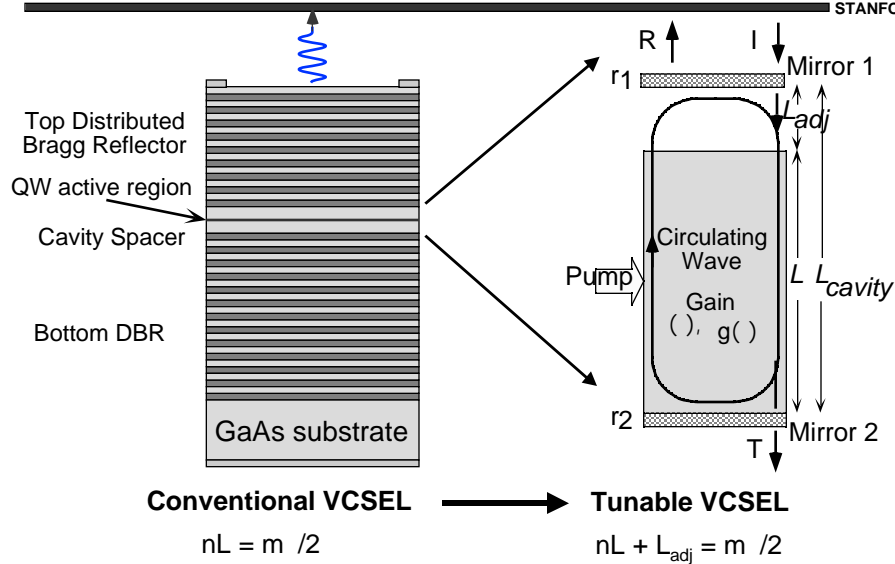 STANFO
R
I
r1
Mirror 1
Ladj
Top Distributed
Bragg Reflector
QW active region
Cavity Spacer
Bottom DBR
GaAs substrate
Pump
Circulating
Wave
Gain
( ), g( )
L
Lcavity
r2
Mirror 2
T
Conventional VCSEL
Tunable VCSEL
nL = m /2
nL + Ladj = m /2